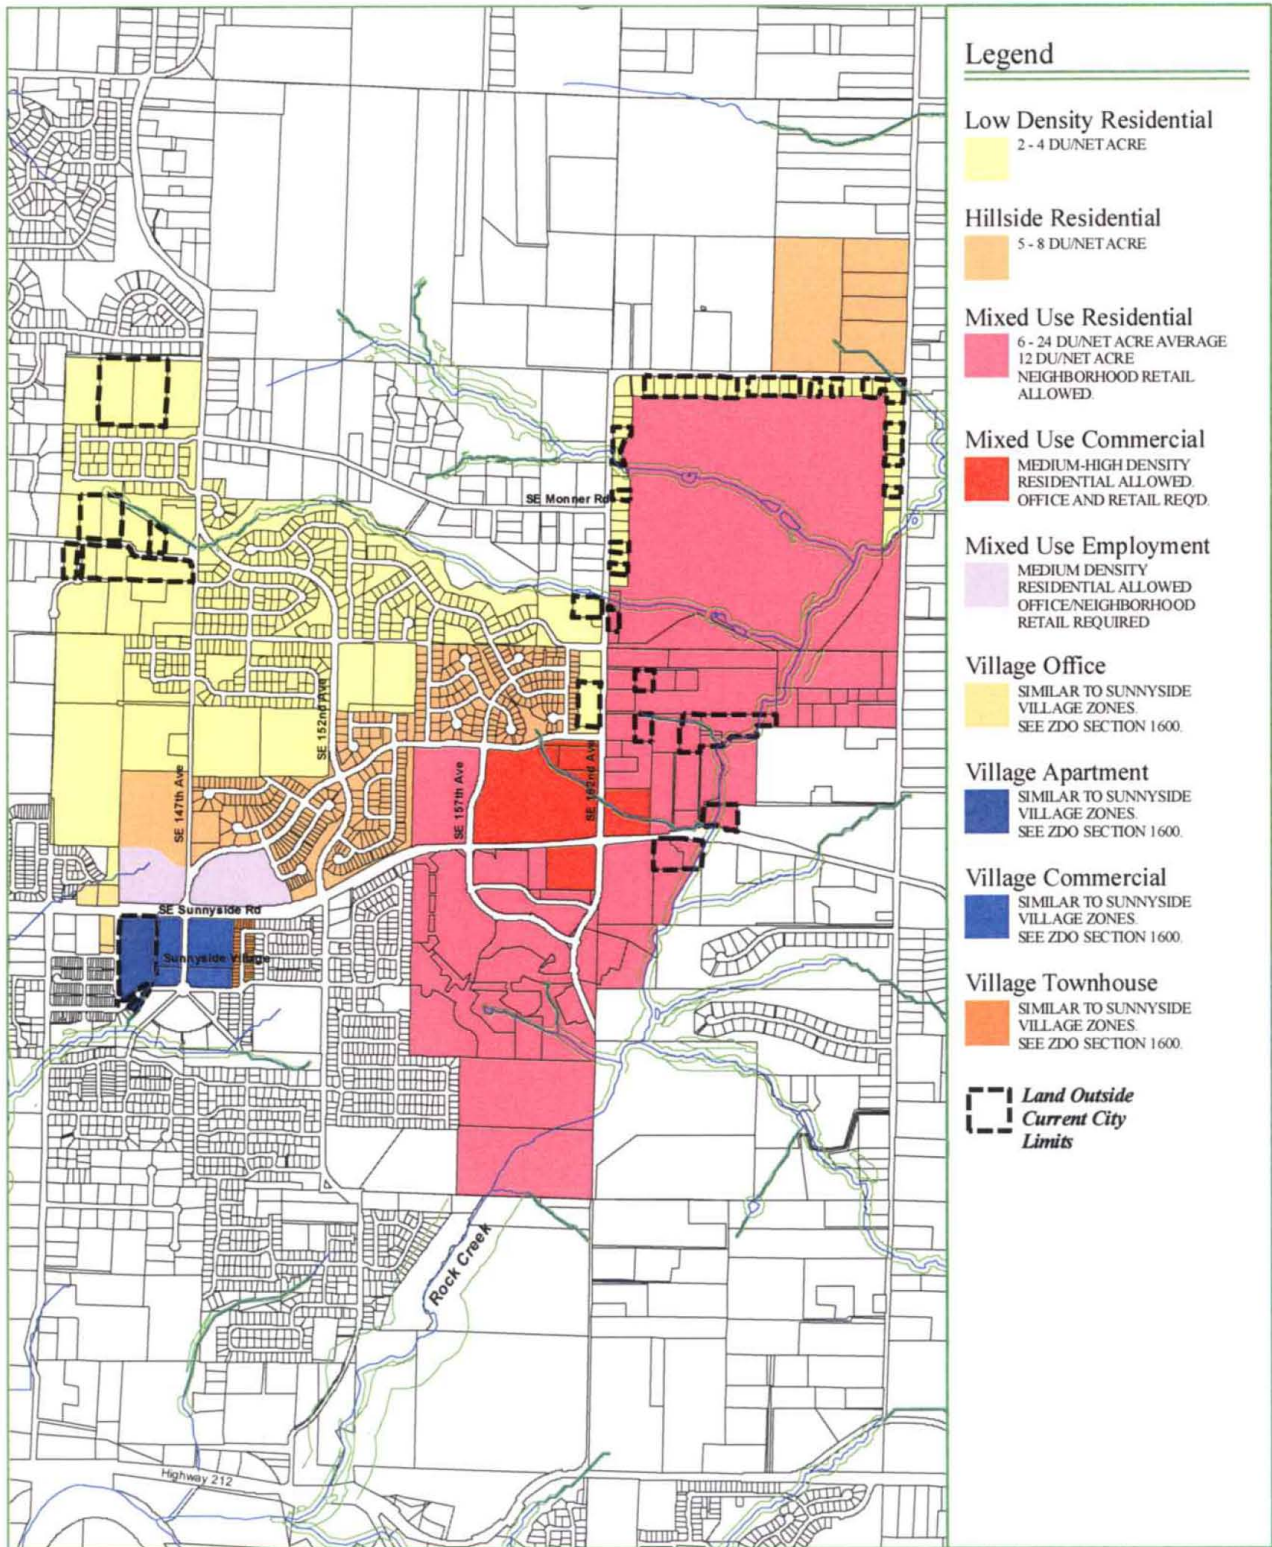 Legend
Low Density Residential
2 - 4 DU/NET ACRE
Hillside Residential
5 - 8 DU/NET ACRE
Mixed Use Residential
6 - 24 DU/NET ACRE AVERAGE
12 DU/NET ACRE
NEIGHBORHOOD RETAIL
ALLOWED.
Mixed Use Commercial
MEDIUM-HIGH DENSITY
RESIDENTIAL ALLOWED.
OFFICE AND RETAIL REQ'D.
Mixed Use Employment
MEDIUM DENSITY
RESIDENTIAL ALLOWED
OFFICE/NEIGHBORHOOD
RETAIL REQUIRED
Village Office
SIMILAR TO SUNNYSIDE
VILLAGE ZONES.
SEE ZDO SECTION 1600.
Village Apartment
SIMILAR TO SUNNYSIDE
VILLAGE ZONES.
SEE ZDO SECTION 1600.
Village Commercial
SIMILAR TO SUNNYSIDE
VILLAGE ZONES.
SEE ZDO SECTION 1600.
Village Townhouse
SIMILAR TO SUNNYSIDE
VILLAGE ZONES.
SEE ZDO SECTION 1600.
Land Outside
Current City
Limits
SE Monner Rd
SE 152nd Ave
SE 147th Ave
SE 157th Ave
SE 162nd Ave
SE Sunnyside Rd
Sunnyside Village
Rock Creek
Highway 212